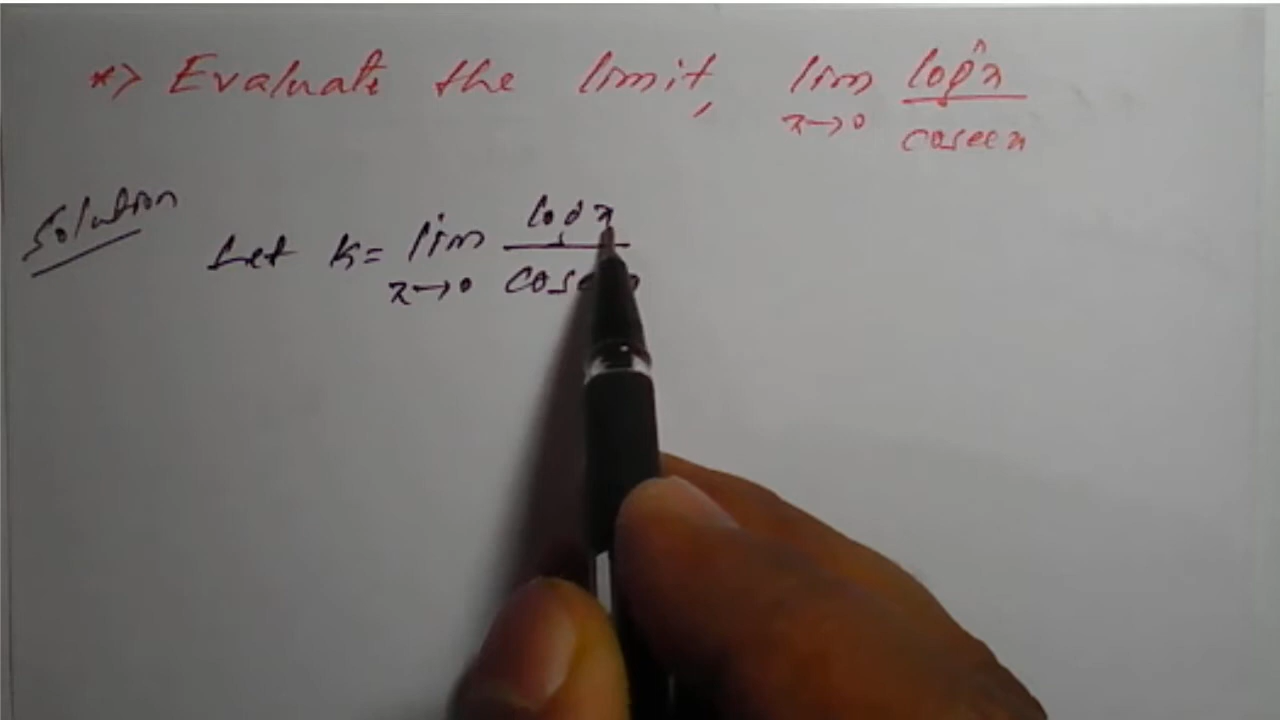 *> Evaluate the limit, lim x→0 log x / cosec x
Solution
Let k = lim x→0 log x / cosec x